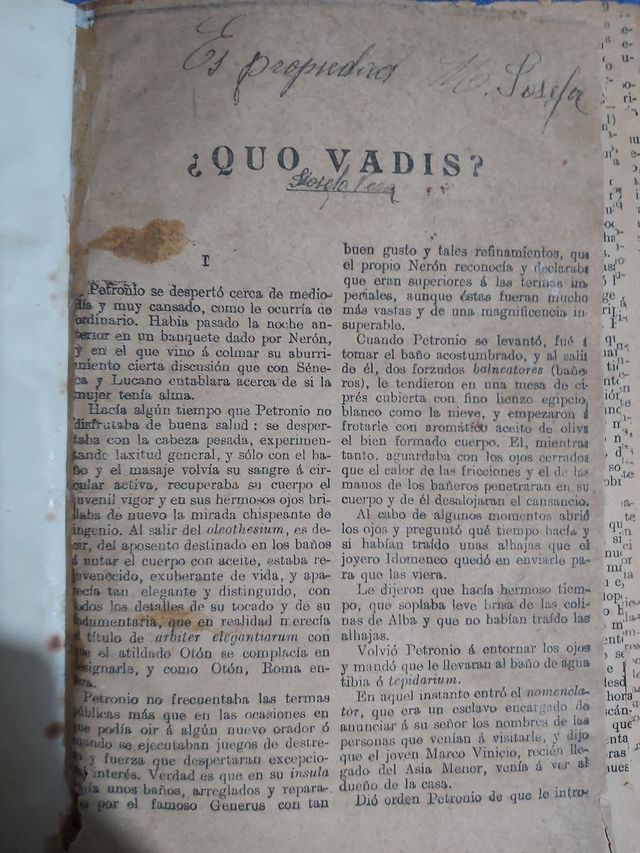 Es propiedad M. Josefa
¿QUO VADIS?
Josefa Vega
I
Petronio se despertó cerca de medio-
día y muy cansado, como le ocurría de
ordinario. Habia pasado la noche an-
terior en un banquete dado por Nerón,
y en el que vino á colmar su aburri-
miento cierta discusión que con Séne-
ca y Lucano entablara acerca de si la
mujer tenía alma.
Hacía algún tiempo que Petronio no
disfrutaba de buena salud: se desper-
taba con la cabeza pesada, experimen-
tando laxitud general, y sólo con el ba-
ño y el masaje volvía su sangre á cir-
cular activa, recuperaba su cuerpo el
juvenil vigor y en sus hermosos ojos bri-
llaba de nuevo la mirada chispeante de
ingenio. Al salir del oleothesium, es de-
cir, del aposento destinado en los baños
á untar el cuerpo con aceite, estaba re-
juvenecido, exuberante de vida, y apa-
recía tan elegante y distinguido, con
todos los detalles de su tocado y de su
indumentaria, que en realidad merecía
el título de arbiter elegantiarum con
que el atildado Otón se complacía en
designarle, y como Otón, Roma en-
tera.
Petronio no frecuentaba las termas
públicas más que en las ocasiones en
que podía oir á algún nuevo orador ó
cuando se ejecutaban juegos de destre-
za y fuerza que despertaran excepcio-
nal interés. Verdad es que en su insula
tenía unos baños, arreglados y repara-
dos por el famoso Generus con tan
buen gusto y tales refinamientos, que
el propio Nerón reconocía y declaraba
que eran superiores á las termas im-
periales, aunque éstas fueran mucho
más vastas y de una magnificencia in-
superable.
Cuando Petronio se levantó, fué á
tomar el baño acostumbrado, y al salir
de él, dos forzudos balneatores (bañe-
ros), le tendieron en una mesa de ci-
prés cubierta con fino lienzo egipcio,
blanco como la nieve, y empezaron á
frotarle con aromático aceite de oliva
el bien formado cuerpo. El, mientras
tanto, aguardaba con los ojos cerrados
que el calor de las fricciones y el de las
manos de los bañeros penetraran en su
cuerpo y de él desalojaran el cansancio.
Al cabo de algunos momentos abrió
los ojos y preguntó qué tiempo hacía y
si habían traído unas alhajas que el
joyero Idomeneo quedó en enviarle pa-
ra que las viera.
Le dijeron que hacía hermoso tiem-
po, que soplaba leve brisa de las coli-
nas de Alba y que no habían traído las
alhajas.
Volvió Petronio á entornar los ojos
y mandó que le llevaran al baño de agua
tibia ó tepidarium.
En aquel instante entró el nomencla-
tor, que era un esclavo encargado de
anunciar á su señor los nombres de las
personas que venían á visitarle, y dijo
que el joven Marco Vinicio, recién lle-
gado del Asia Menor, venía á ver al
dueño de la casa.
Dió orden Petronio de que le intro-